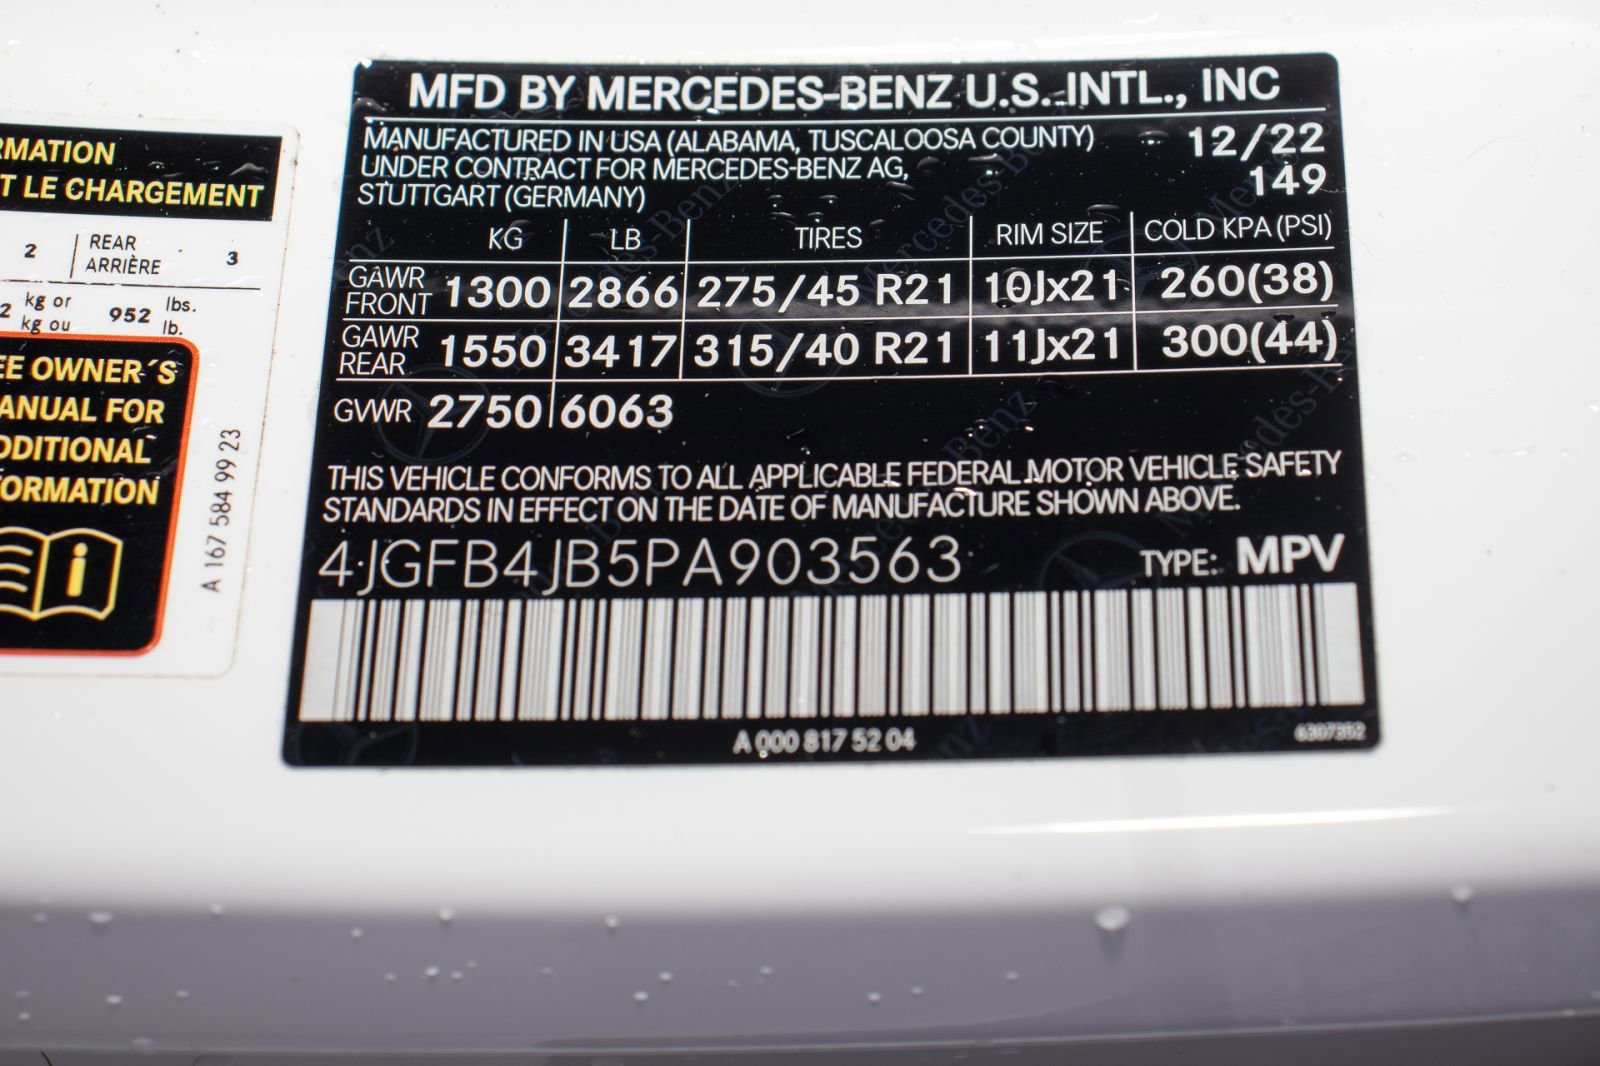 RMATION
T LE CHARGEMENT
2 REAR ARRIÈRE 3
2 kg or kg ou 952 lbs. lb.
EE OWNER´S
ANUAL FOR
DDITIONAL
FORMATION
A 167 584 99 23
MFD BY MERCEDES-BENZ U.S. INTL., INC
MANUFACTURED IN USA (ALABAMA, TUSCALOOSA COUNTY) 12/22
UNDER CONTRACT FOR MERCEDES-BENZ AG, 149
STUTTGART (GERMANY)
KG LB TIRES RIM SIZE COLD KPA (PSI)
GAWR FRONT 1300 2866 275/45 R21 10Jx21 260(38)
GAWR REAR 1550 3417 315/40 R21 11Jx21 300(44)
GVWR 2750 6063
THIS VEHICLE CONFORMS TO ALL APPLICABLE FEDERAL MOTOR VEHICLE SAFETY
STANDARDS IN EFFECT ON THE DATE OF MANUFACTURE SHOWN ABOVE.
4JGFB4JB5PA903563 TYPE: MPV
A 000 817 52 04 6307352